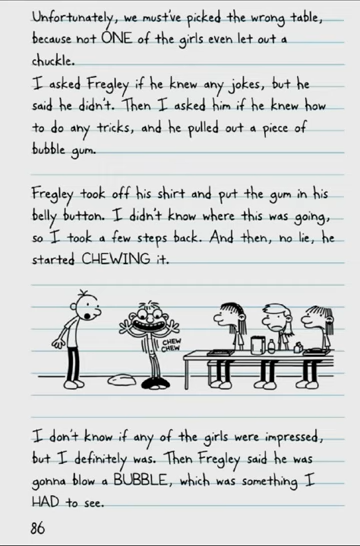 Unfortunately, we must've picked the wrong table,
because not ONE of the girls even let out a
chuckle.
I asked Fregley if he knew any jokes, but he
said he didn't. Then I asked him if he knew how
to do any tricks, and he pulled out a piece of
bubble gum.
Fregley took off his shirt and put the gum in his
belly button. I didn't know where this was going,
so I took a few steps back. And then, no lie, he
started CHEWING it.
CHEW
CHEW
I don't know if any of the girls were impressed,
but I definitely was. Then Fregley said he was
gonna blow a BUBBLE, which was something I
HAD to see.
86